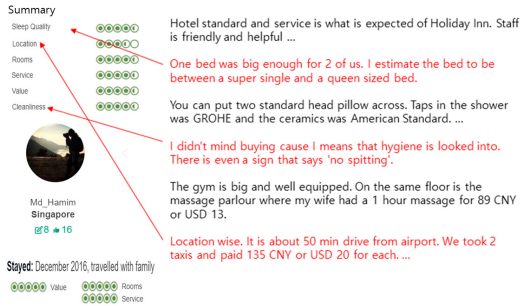 Summary
Sleep Quality
Location
Rooms
Service
Value
Cleanliness
Md_Hamim
Singapore
8 16
Stayed: December 2016, travelled with family
Value
Rooms
Service
Hotel standard and service is what is expected of Holiday Inn. Staff
is friendly and helpful ...
One bed was big enough for 2 of us. I estimate the bed to be
between a super single and a queen sized bed.
You can put two standard head pillow across. Taps in the shower
was GROHE and the ceramics was American Standard. ...
I didn't mind buying cause I means that hygiene is looked into.
There is even a sign that says 'no spitting'.
The gym is big and well equipped. On the same floor is the
massage parlour where my wife had a 1 hour massage for 89 CNY
or USD 13.
Location wise. It is about 50 min drive from airport. We took 2
taxis and paid 135 CNY or USD 20 for each. ...